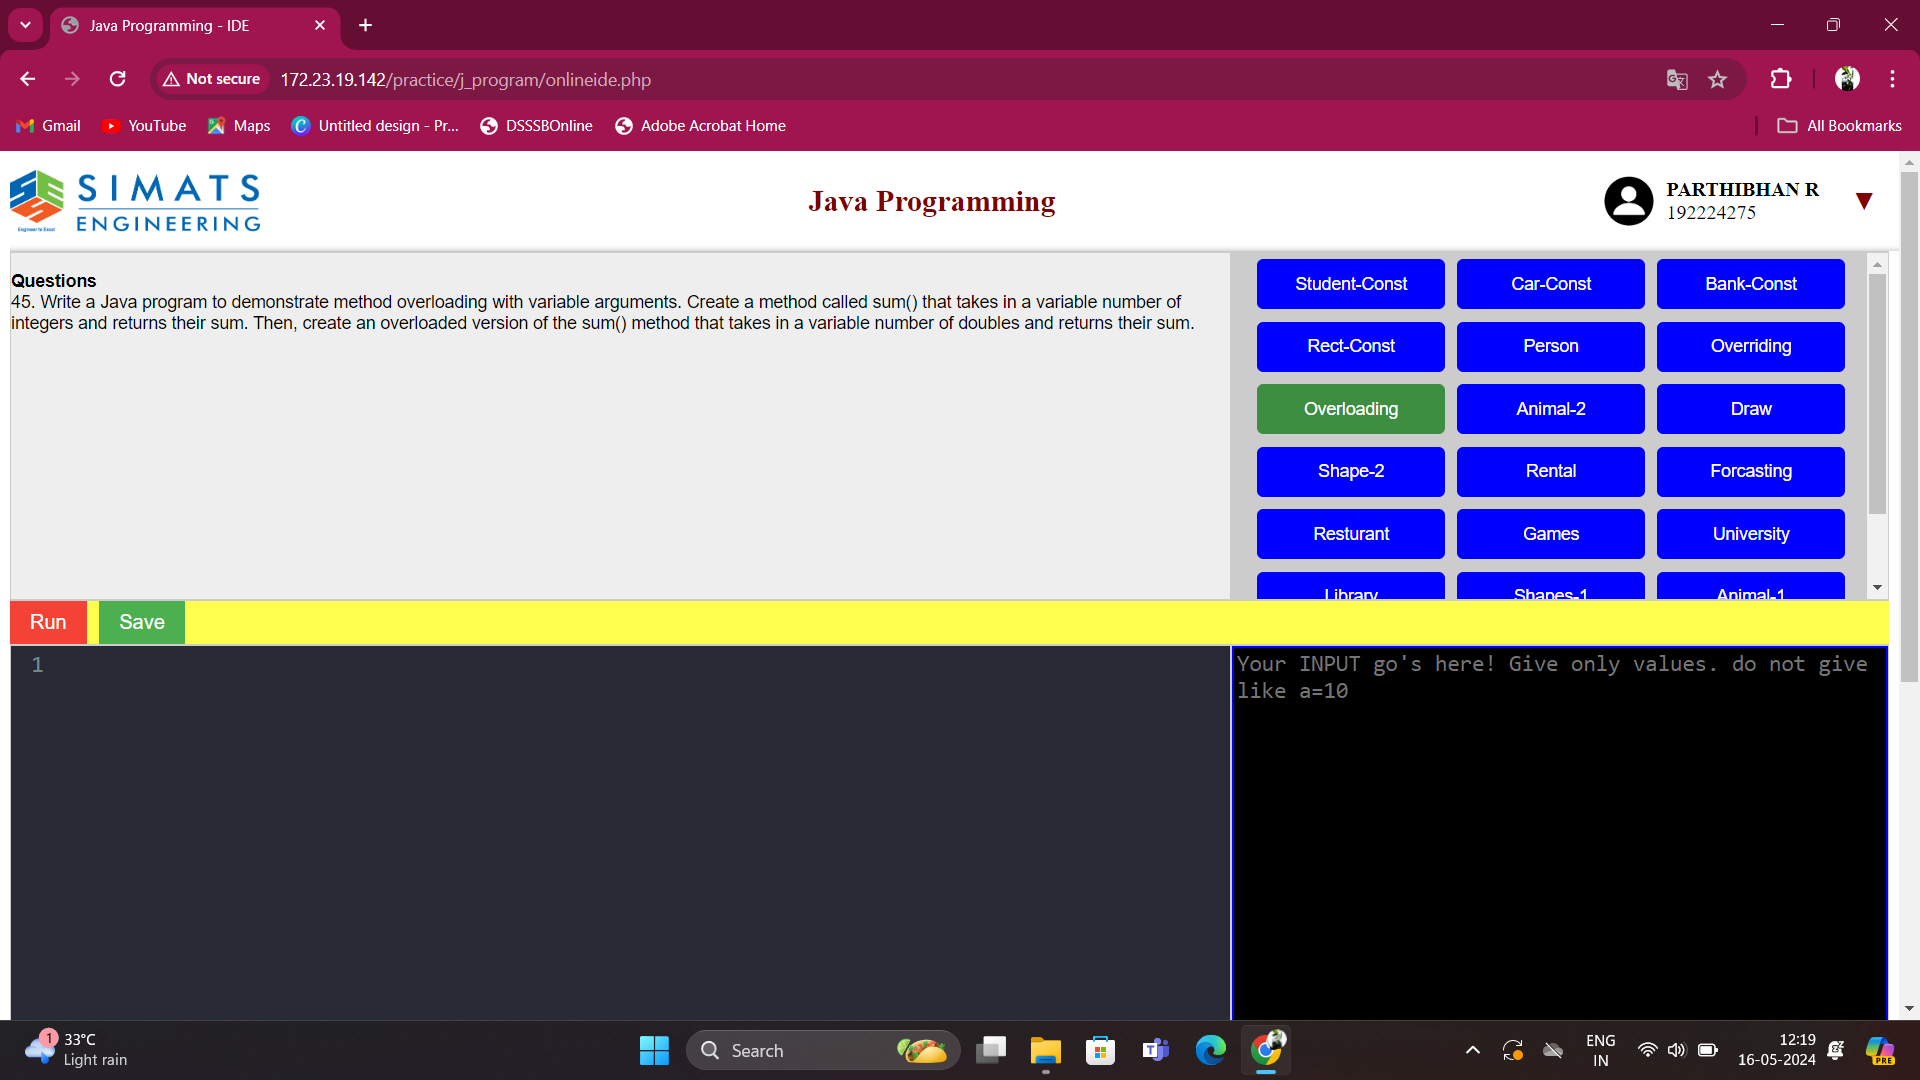 Java Programming - IDE
Not secure
172.23.19.142/practice/j_program/onlineide.php
Gmail
YouTube
Maps
Untitled design - Pr...
DSSSBOnline
Adobe Acrobat Home
All Bookmarks
SIMATS
ENGINEERING
Engineer to Excel
Java Programming
PARTHIBHAN R
192224275
Questions
45. Write a Java program to demonstrate method overloading with variable arguments. Create a method called sum() that takes in a variable number of
integers and returns their sum. Then, create an overloaded version of the sum() method that takes in a variable number of doubles and returns their sum.
Student-Const
Car-Const
Bank-Const
Rect-Const
Person
Overriding
Overloading
Animal-2
Draw
Shape-2
Rental
Forcasting
Resturant
Games
University
Library
Shapes-1
Animal-1
Run
Save
1
Your INPUT go's here! Give only values. do not give
like a=10
1
33°C
Light rain
Search
ENG
IN
12:19
16-05-2024
PRE